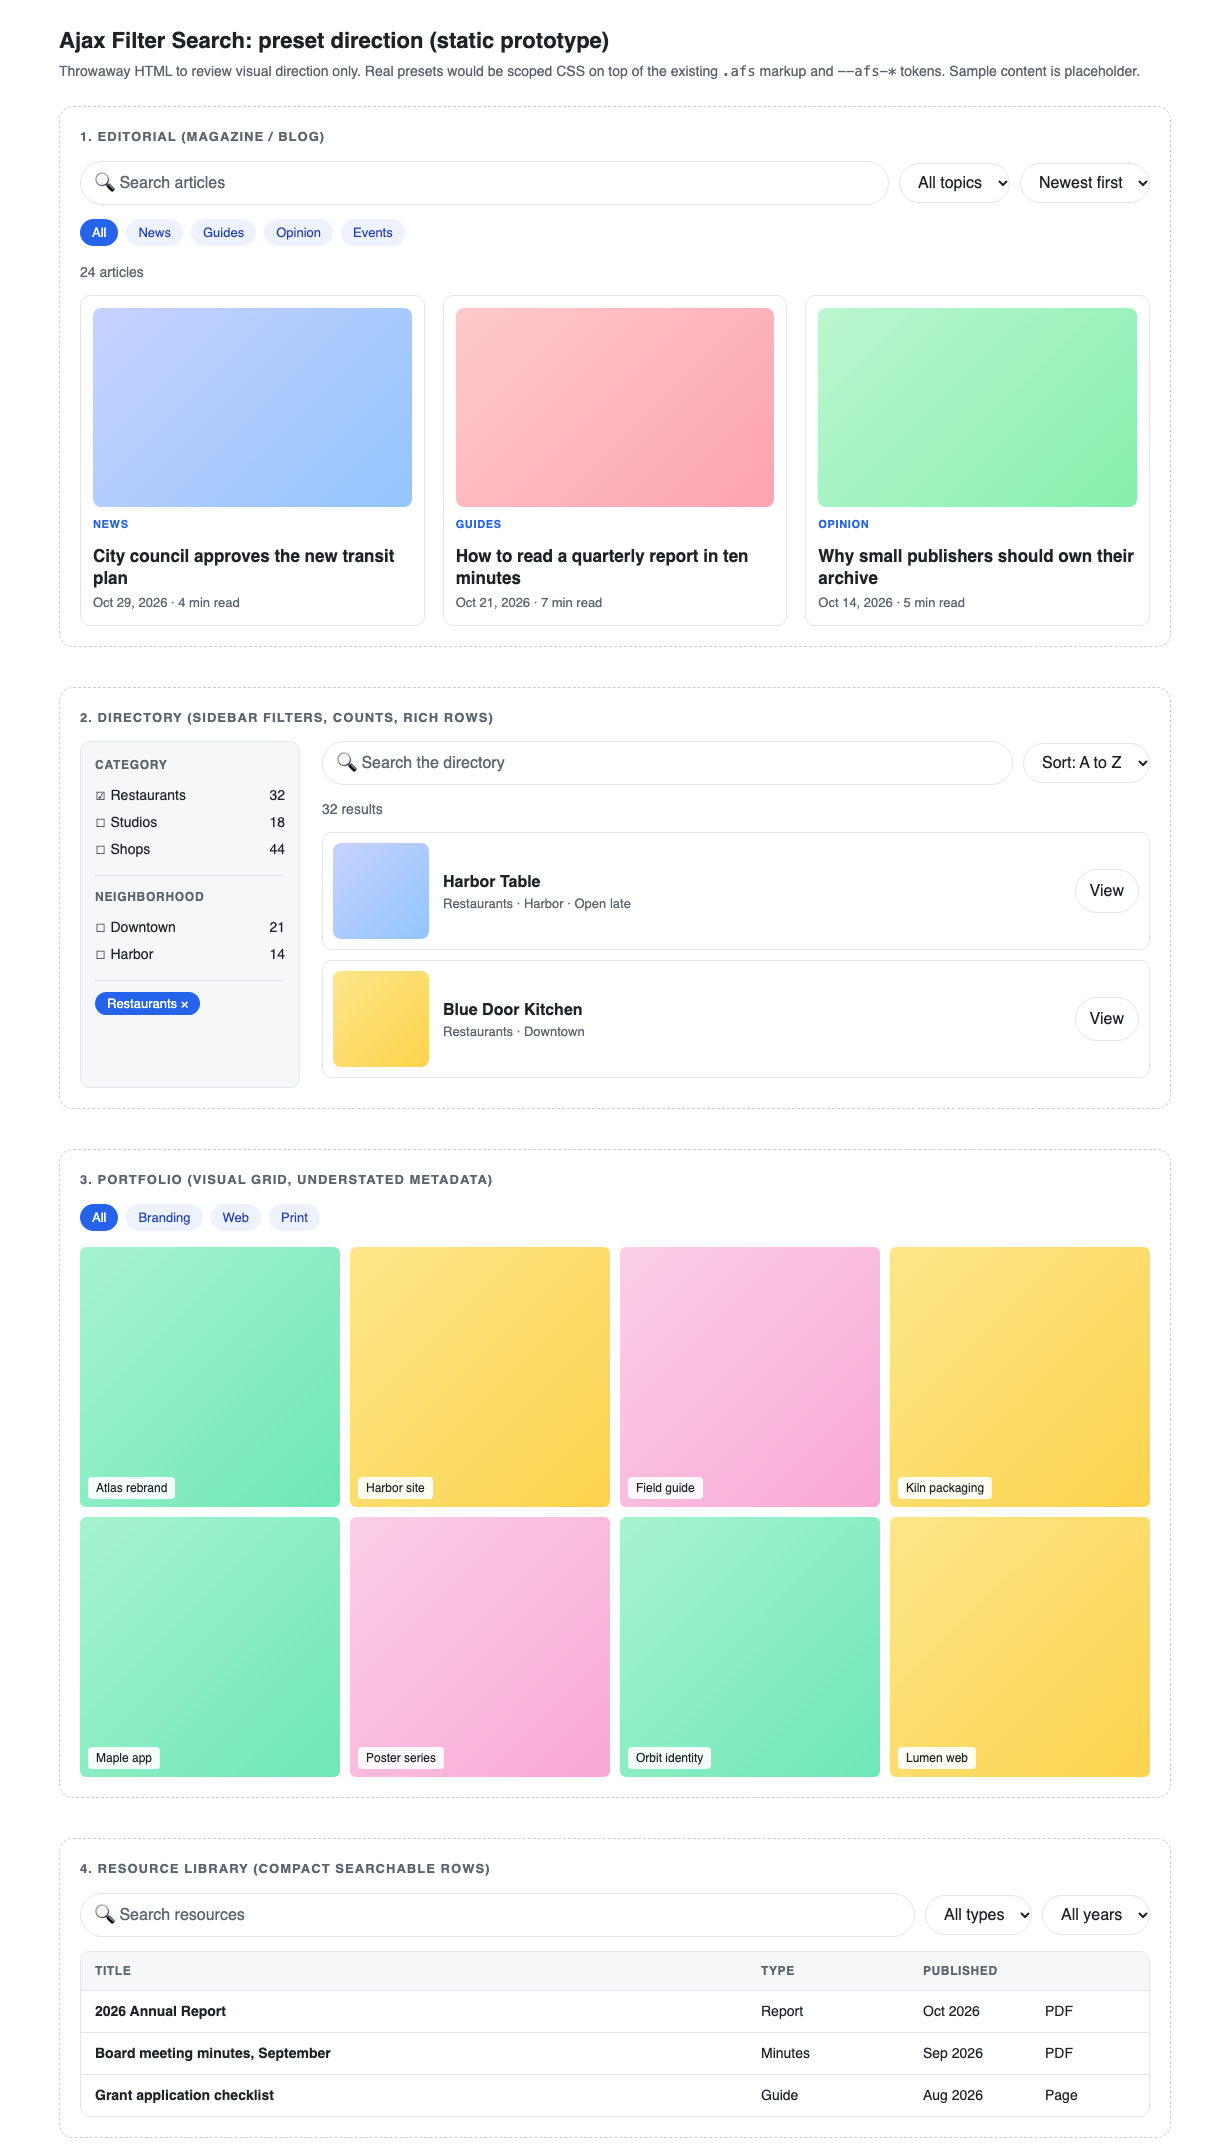 Ajax Filter Search: preset direction (static prototype)
Throwaway HTML to review visual direction only. Real presets would be scoped CSS on top of the existing .afs markup and --afs-* tokens. Sample content is placeholder.
1. EDITORIAL (MAGAZINE / BLOG)
🔍 Search articles
All topics
Newest first
All
News
Guides
Opinion
Events
24 articles
NEWS
City council approves the new transit
plan
Oct 29, 2026 · 4 min read
GUIDES
How to read a quarterly report in ten
minutes
Oct 21, 2026 · 7 min read
OPINION
Why small publishers should own their
archive
Oct 14, 2026 · 5 min read
2. DIRECTORY (SIDEBAR FILTERS, COUNTS, RICH ROWS)
CATEGORY
☑ Restaurants 32
☐ Studios 18
☐ Shops 44
NEIGHBORHOOD
☐ Downtown 21
☐ Harbor 14
Restaurants ×
🔍 Search the directory
Sort: A to Z
32 results
Harbor Table
Restaurants · Harbor · Open late
View
Blue Door Kitchen
Restaurants · Downtown
View
3. PORTFOLIO (VISUAL GRID, UNDERSTATED METADATA)
All
Branding
Web
Print
Atlas rebrand
Harbor site
Field guide
Kiln packaging
Maple app
Poster series
Orbit identity
Lumen web
4. RESOURCE LIBRARY (COMPACT SEARCHABLE ROWS)
🔍 Search resources
All types
All years
TITLE TYPE PUBLISHED
2026 Annual Report Report Oct 2026 PDF
Board meeting minutes, September Minutes Sep 2026 PDF
Grant application checklist Guide Aug 2026 Page